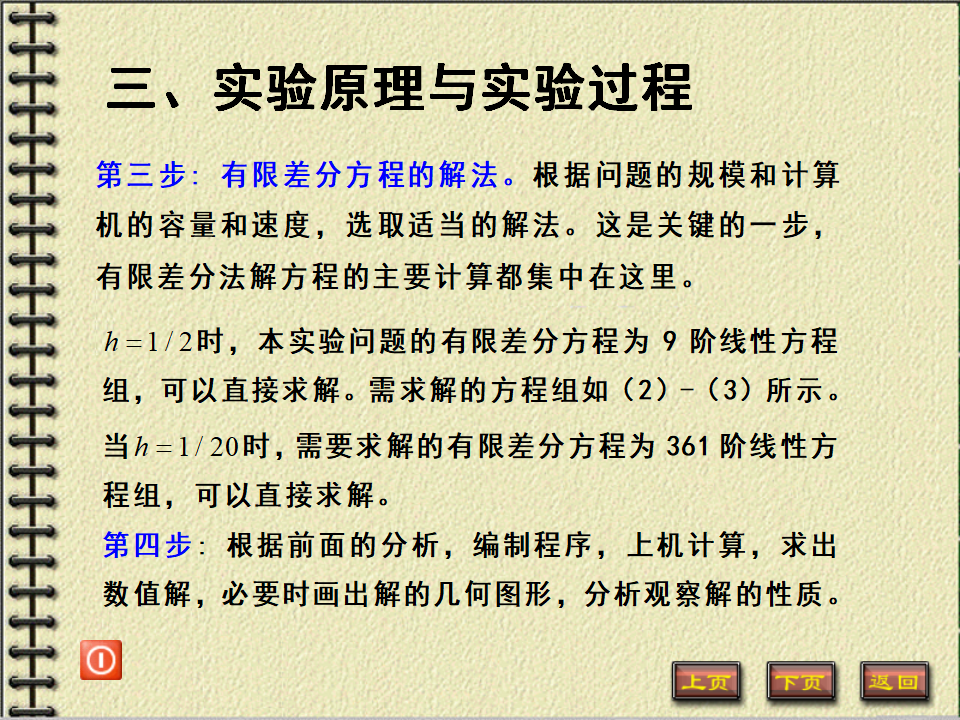 三、实验原理与实验过程
第三步：有限差分方程的解法。根据问题的规模和计算
机的容量和速度，选取适当的解法。这是关键的一步，
有限差分法解方程的主要计算都集中在这里。
h=1/2时，本实验问题的有限差分方程为 9 阶线性方程
组，可以直接求解。需求解的方程组如（2）-（3）所示。
当h=1/20时，需要求解的有限差分方程为 361 阶线性方
程组，可以直接求解。
第四步：根据前面的分析，编制程序，上机计算，求出
数值解，必要时画出解的几何图形，分析观察解的性质。
上页 下页 返回